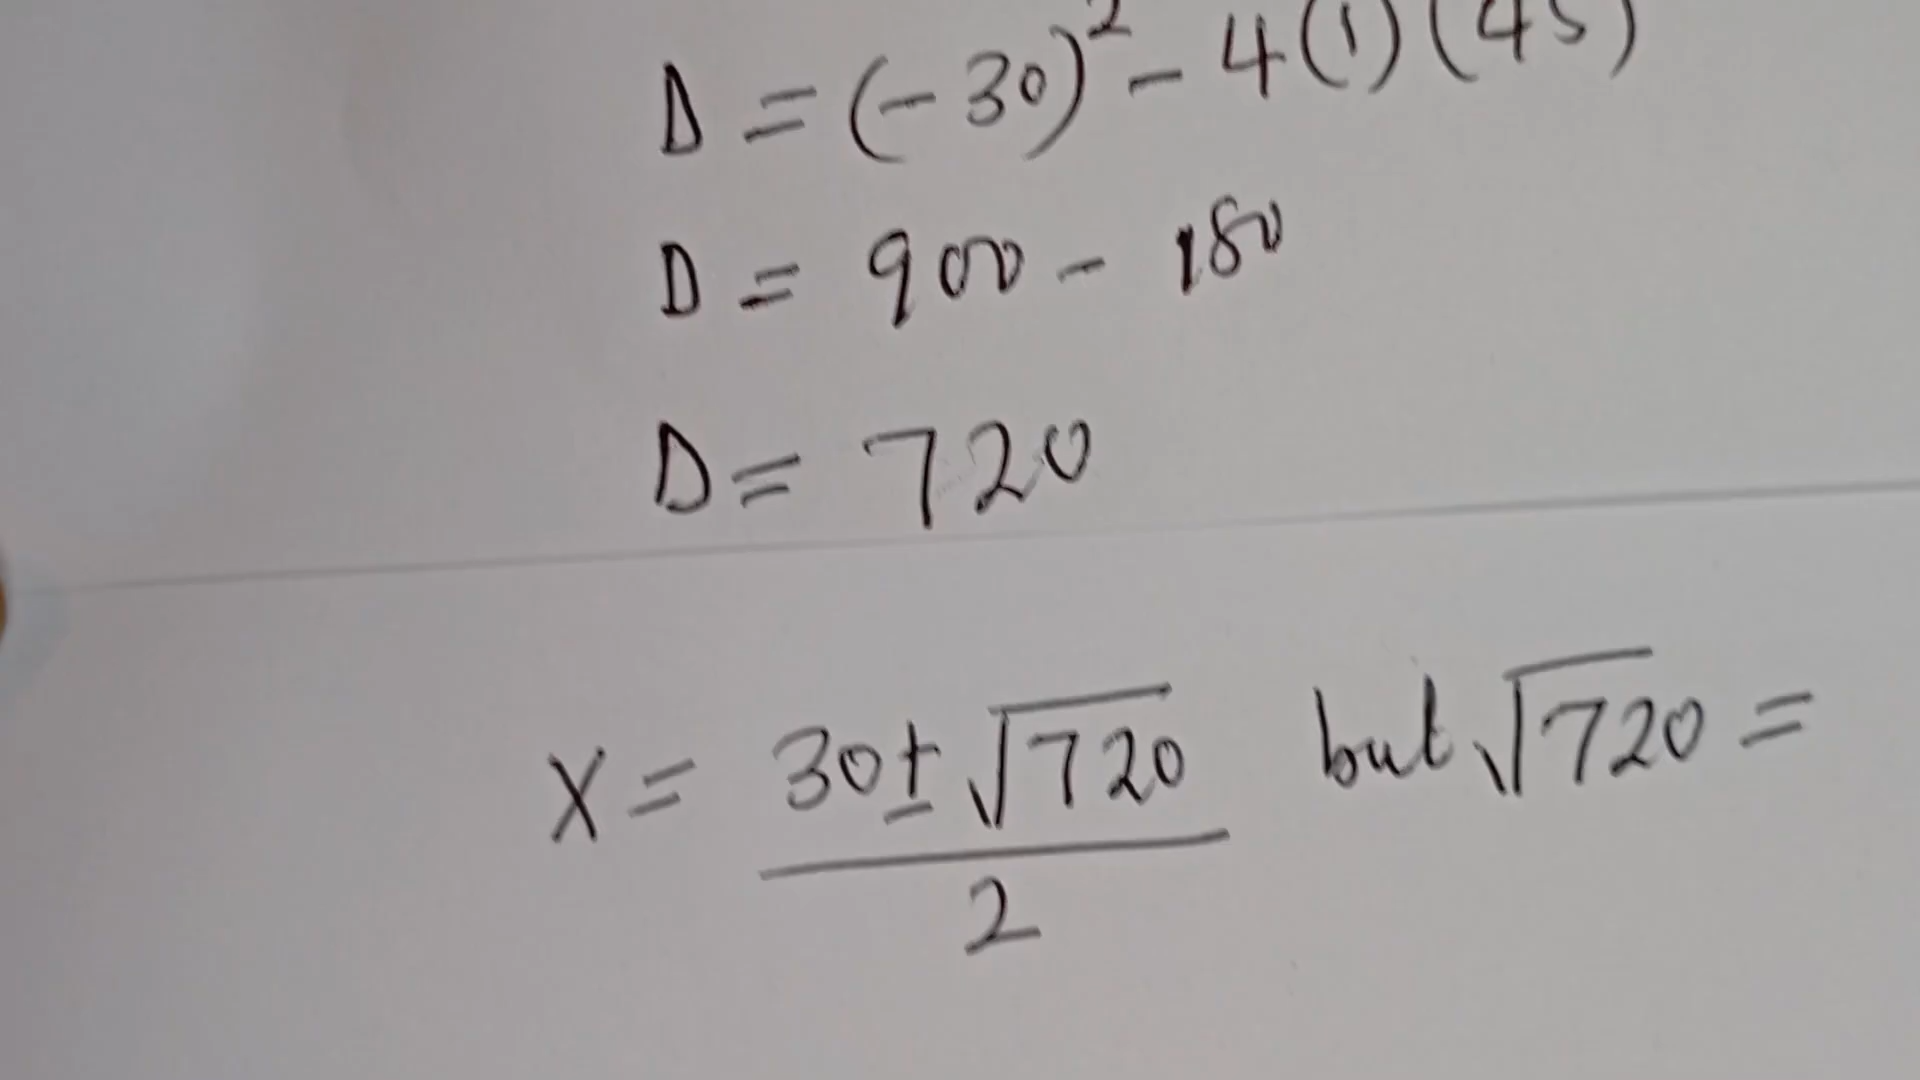 D = (-30)² - 4(1)(45)
D = 900 - 180
D = 720
X = 30±√720 but √720 =
2